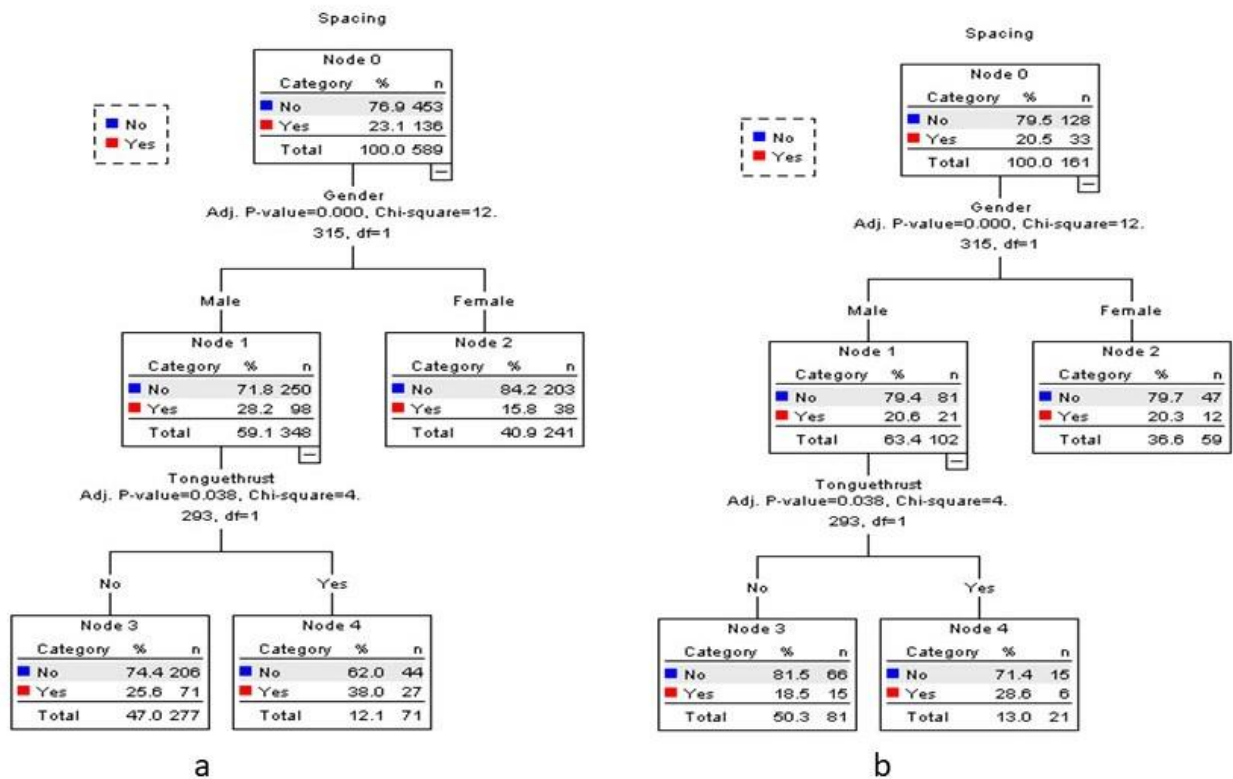 Spacing
Node 0
Category % n
No 76.9 453
Yes 23.1 136
Total 100.0 589
No
Yes
Gender
Adj. P-value=0.000, Chi-square=12.
315, df=1
Male
Female
Node 1
Category % n
No 71.8 250
Yes 28.2 98
Total 59.1 348
Node 2
Category % n
No 84.2 203
Yes 15.8 38
Total 40.9 241
Tonguethrust
Adj. P-value=0.038, Chi-square=4.
293, df=1
No
Yes
Node 3
Category % n
No 74.4 206
Yes 25.6 71
Total 47.0 277
Node 4
Category % n
No 62.0 44
Yes 38.0 27
Total 12.1 71
a
Spacing
Node 0
Category % n
No 79.5 128
Yes 20.5 33
Total 100.0 161
No
Yes
Gender
Adj. P-value=0.000, Chi-square=12.
315, df=1
Male
Female
Node 1
Category % n
No 79.4 81
Yes 20.6 21
Total 63.4 102
Node 2
Category % n
No 79.7 47
Yes 20.3 12
Total 36.6 59
Tonguethrust
Adj. P-value=0.038, Chi-square=4.
293, df=1
No
Yes
Node 3
Category % n
No 81.5 66
Yes 18.5 15
Total 50.3 81
Node 4
Category % n
No 71.4 15
Yes 28.6 6
Total 13.0 21
b